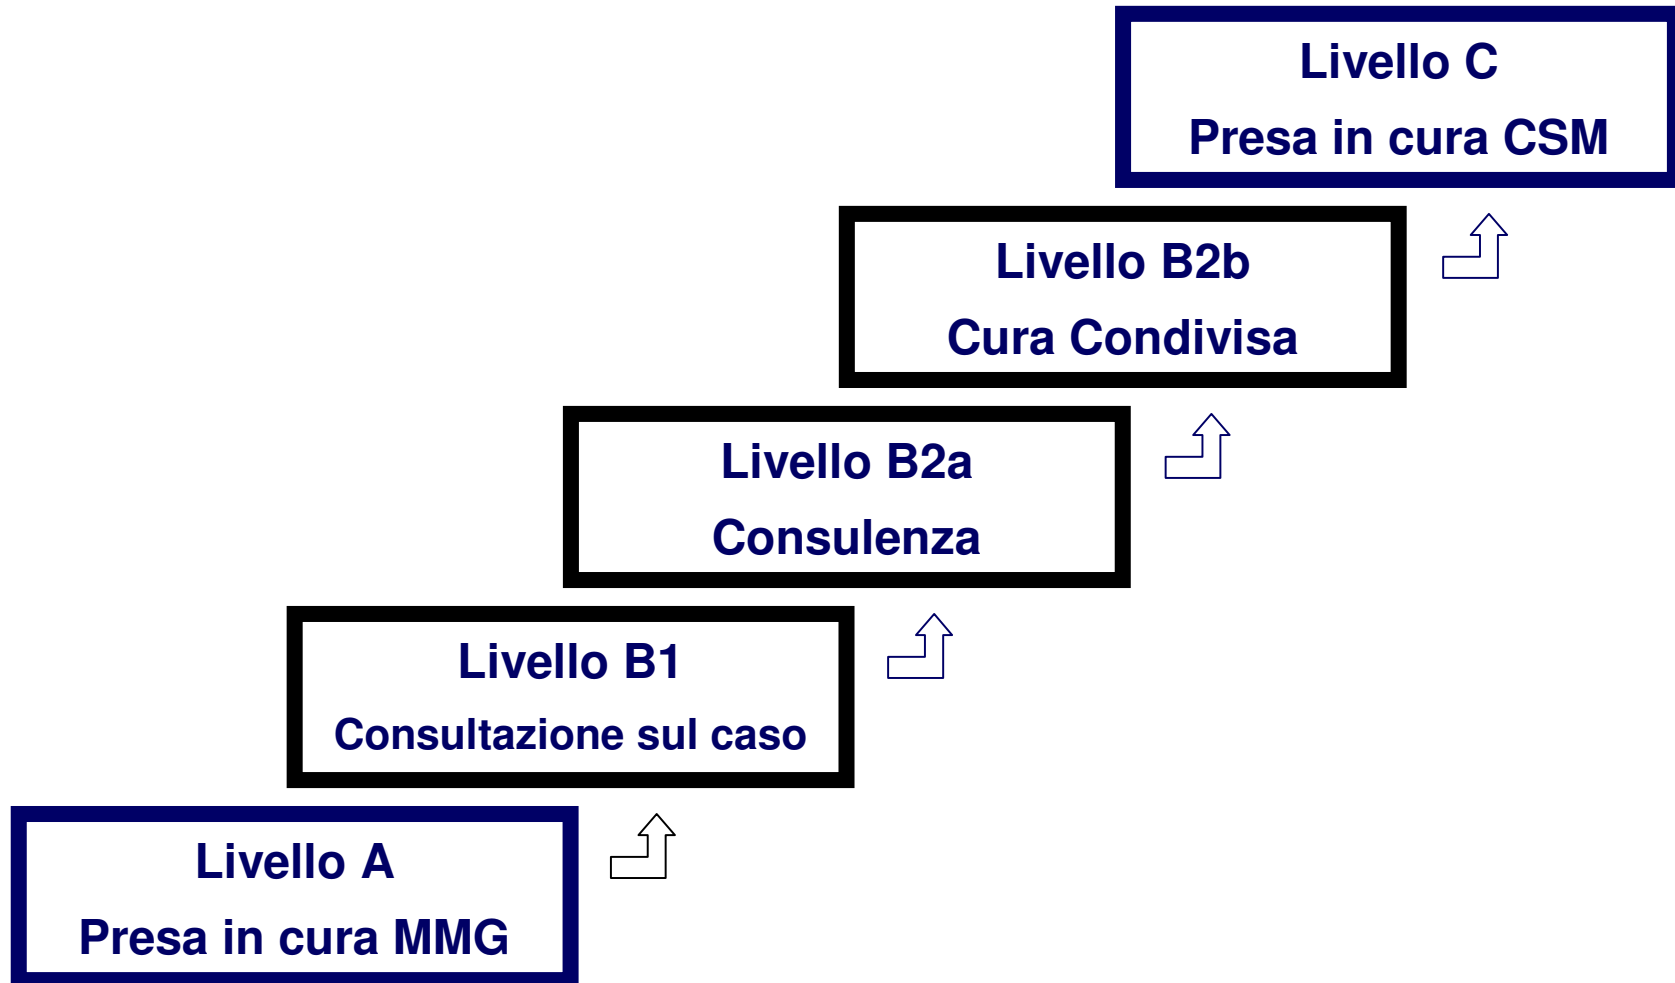 Livello C
Presa in cura CSM
Livello B2b
Cura Condivisa
Livello B2a
Consulenza
Livello B1
Consultazione sul caso
Livello A
Presa in cura MMG